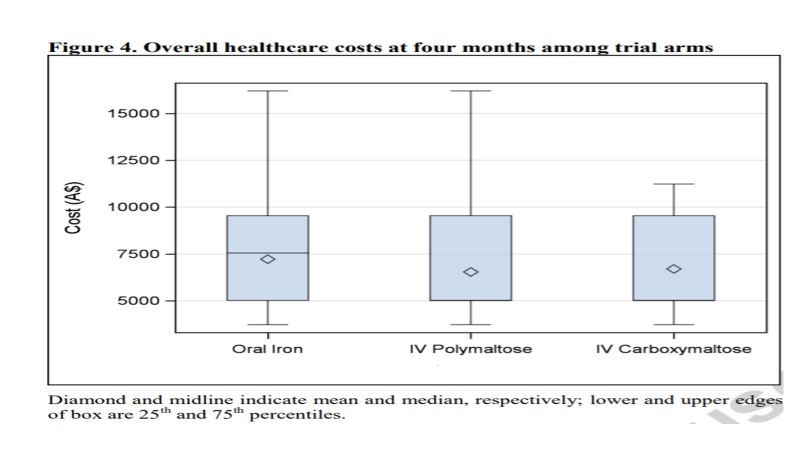 Figure 4. Overall healthcare costs at four months among trial arms
15000
12500
10000
7500
5000
Cost (A$)
Oral Iron IV Polymaltose IV Carboxymaltose
Diamond and midline indicate mean and median, respectively; lower and upper edges
of box are 25th and 75th percentiles.